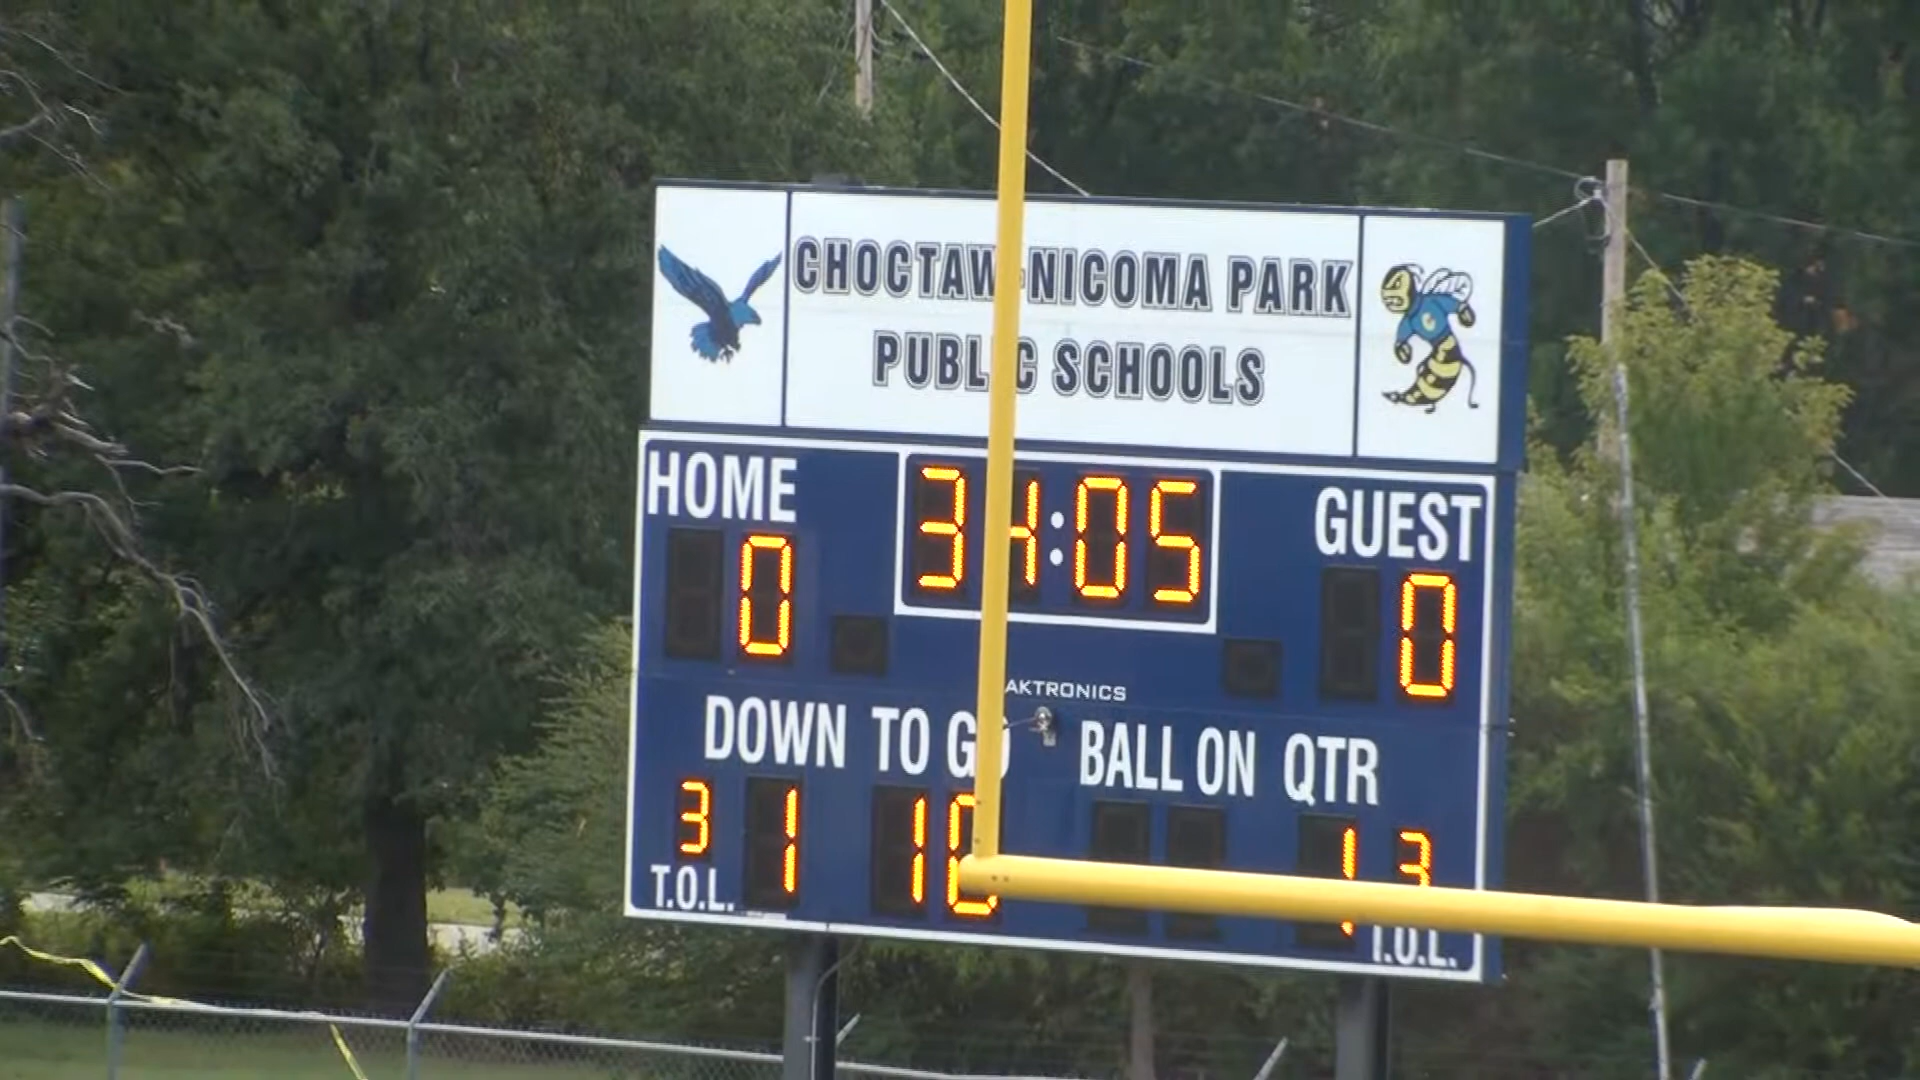 CHOCTAW-NICOMA PARK
PUBLIC SCHOOLS
HOME 34:05 GUEST
0 0
AKTRONICS
DOWN TO GO BALL ON QTR
3 1 10 1 3
T.O.L. T.O.L.